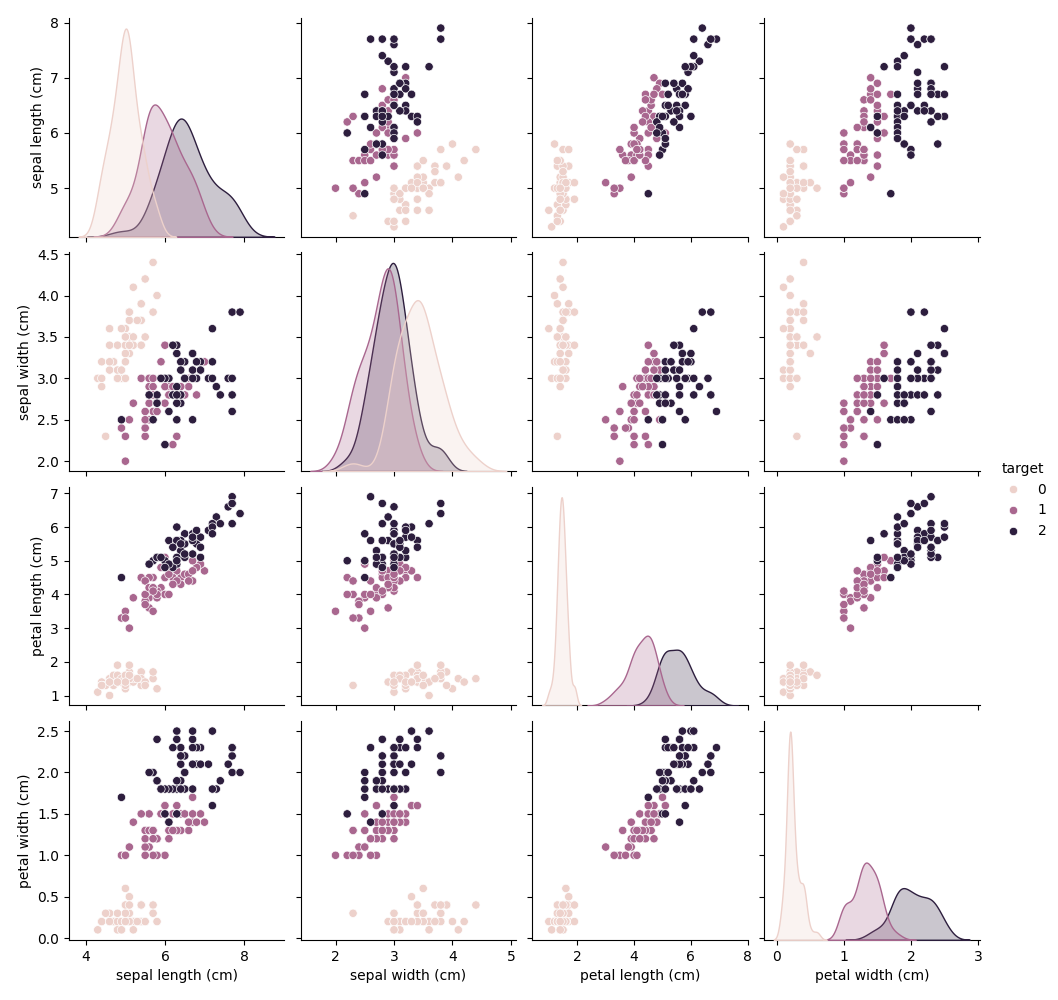 8
7
6
5
sepal length (cm)
4.5
4.0
3.5
3.0
2.5
2.0
sepal width (cm)
target
0
1
2
7
6
5
4
3
2
1
petal length (cm)
2.5
2.0
1.5
1.0
0.5
0.0
petal width (cm)
4 6 8
2 3 4 5
2 4 6 8
0 1 2 3
sepal length (cm)
sepal width (cm)
petal length (cm)
petal width (cm)